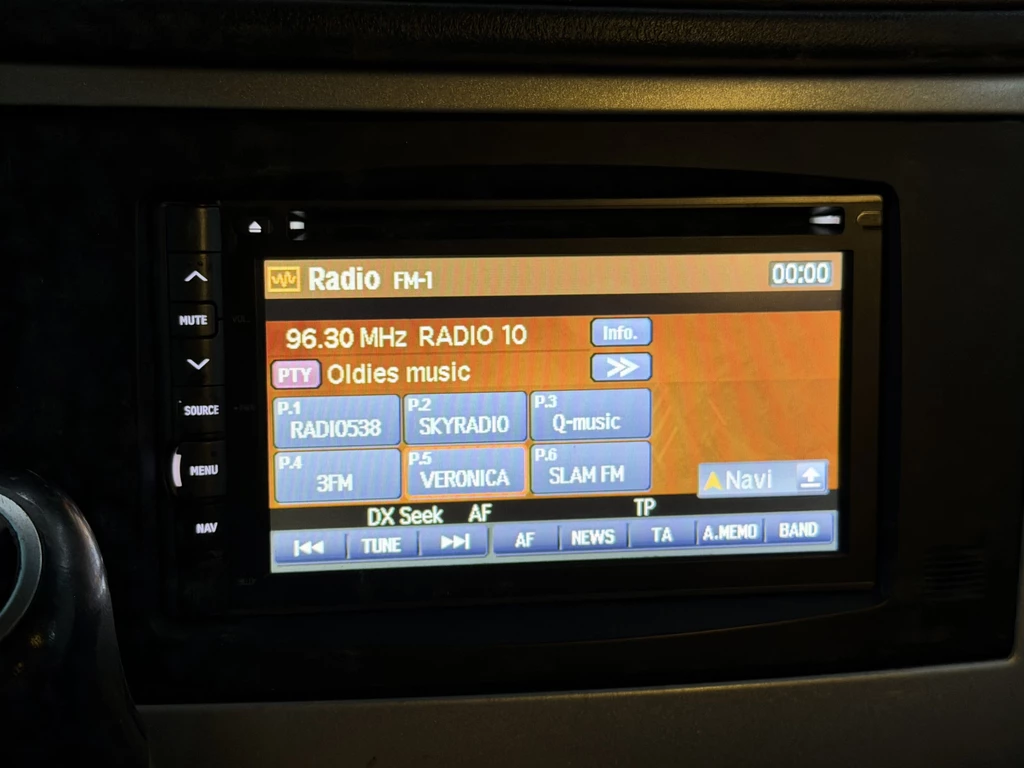 MUTE
SOURCE
MENU
NAV
Radio FM-1 00:00
96.30 MHz RADIO 10 Info.
PTY Oldies music
P.1 RADIO538
P.2 SKYRADIO
P.3 Q-music
P.4 3FM
P.5 VERONICA
P.6 SLAM FM
Navi
DX Seek AF TP
TUNE AF NEWS TA A.MEMO BAND